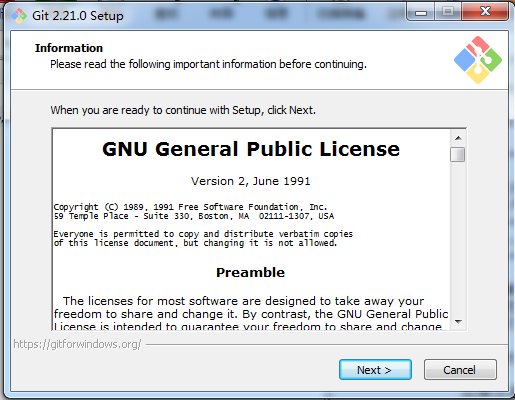 Git 2.21.0 Setup
Information
Please read the following important information before continuing.
When you are ready to continue with Setup, click Next.
GNU General Public License
Version 2, June 1991
Copyright (C) 1989, 1991 Free Software Foundation, Inc.
59 Temple Place - Suite 330, Boston, MA  02111-1307, USA
Everyone is permitted to copy and distribute verbatim copies
of this license document, but changing it is not allowed.
Preamble
The licenses for most software are designed to take away your
freedom to share and change it. By contrast, the GNU General Public
License is intended to guarantee your freedom to share and change
https://gitforwindows.org/
Next >
Cancel